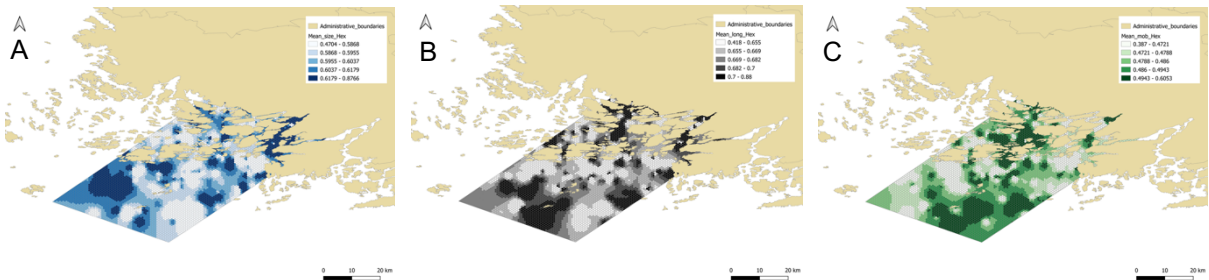 A
Administrative_boundaries
Mean_size_Hex
0.4704 - 0.5868
0.5868 - 0.5955
0.5955 - 0.6037
0.6037 - 0.6179
0.6179 - 0.8766
0 10 20 km
B
Administrative_boundaries
Mean_long_Hex
0.418 - 0.655
0.655 - 0.669
0.669 - 0.682
0.682 - 0.7
0.7 - 0.88
0 10 20 km
C
Administrative_boundaries
Mean_mob_Hex
0.387 - 0.4721
0.4721 - 0.4788
0.4788 - 0.486
0.486 - 0.4943
0.4943 - 0.6053
0 10 20 km